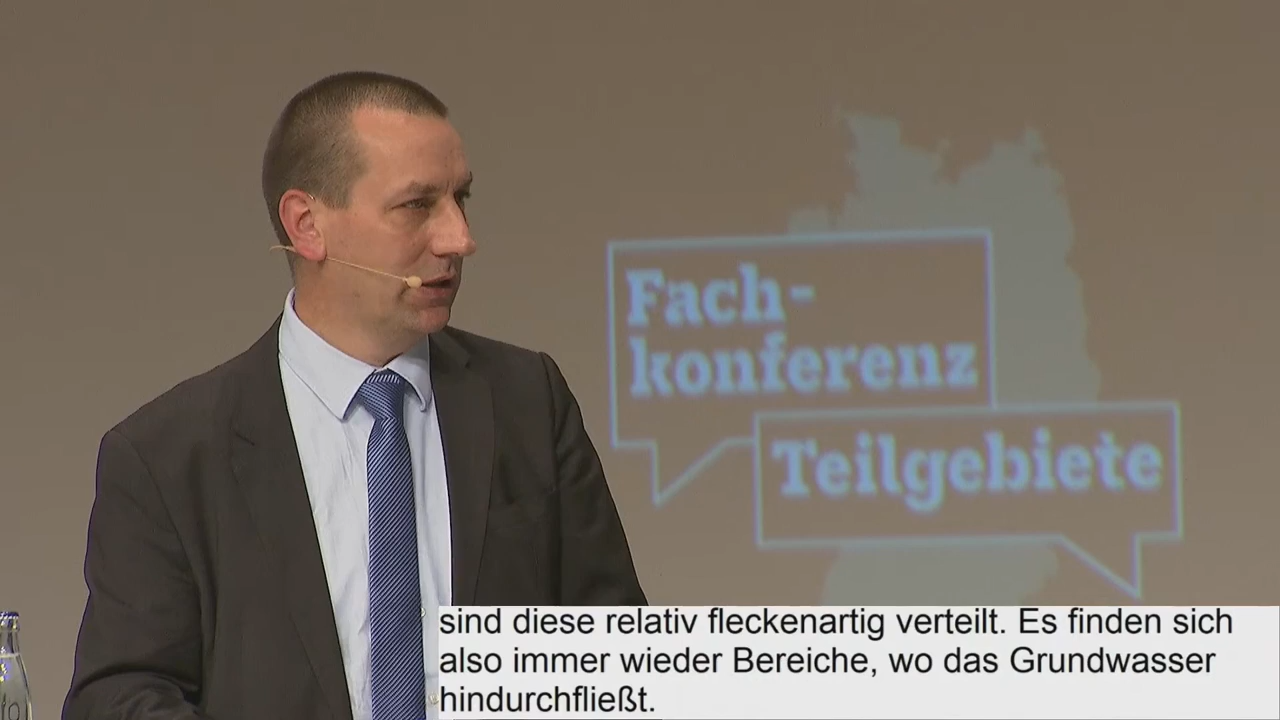 Fach-
konferenz
Teilgebiete
sind diese relativ fleckenartig verteilt. Es finden sich
also immer wieder Bereiche, wo das Grundwasser
hindurchfließt.